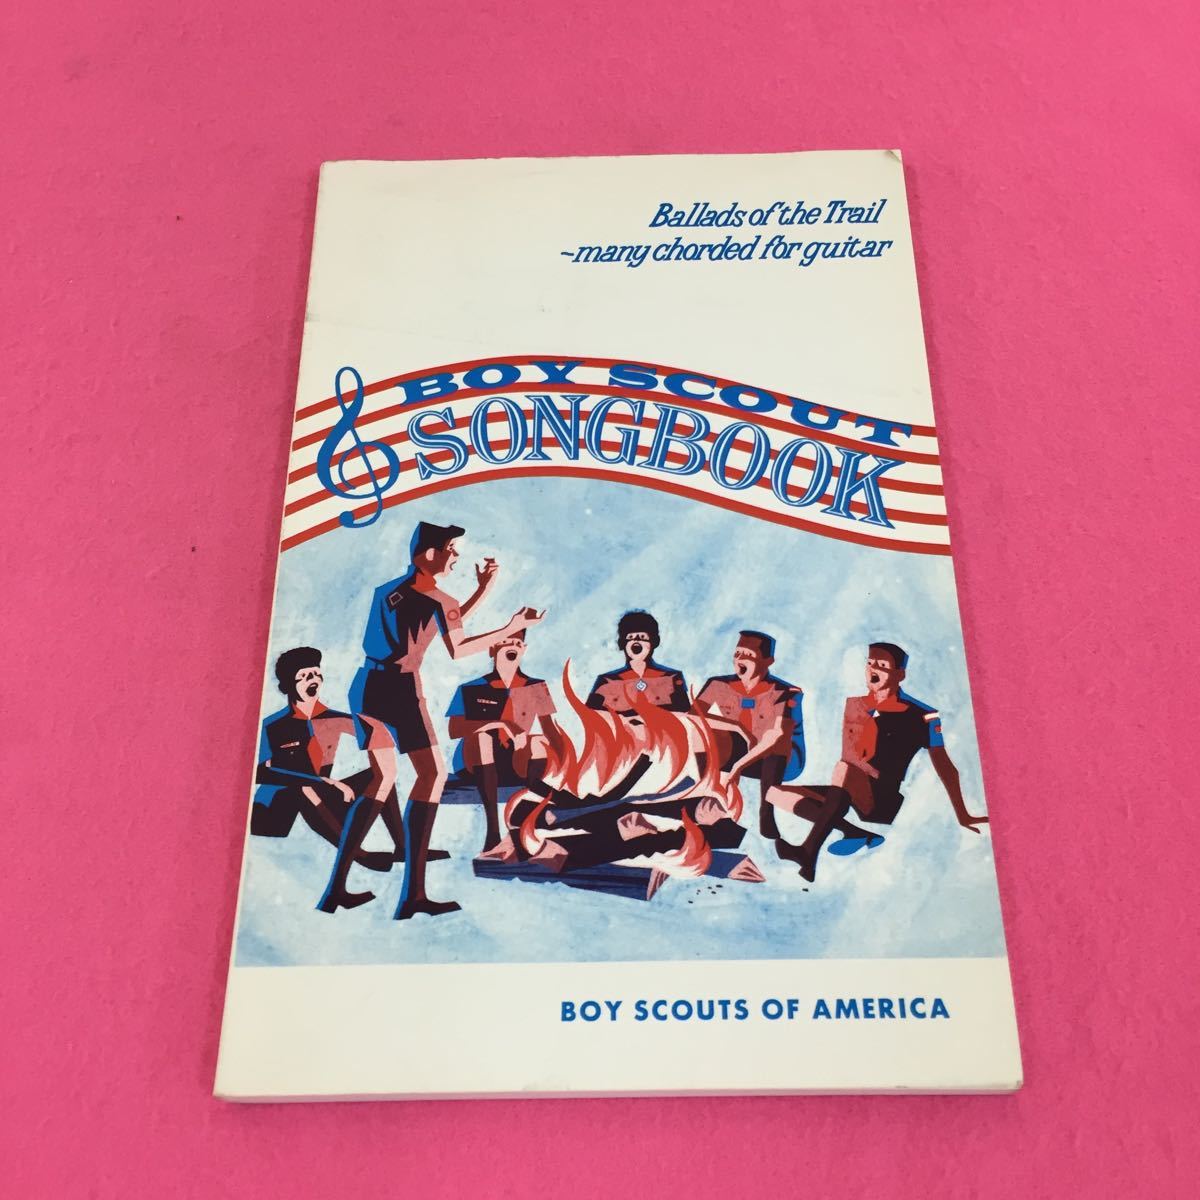 Ballads of the Trail
~many chorded for guitar
BOY SCOUT
SONGBOOK
BOY SCOUTS OF AMERICA